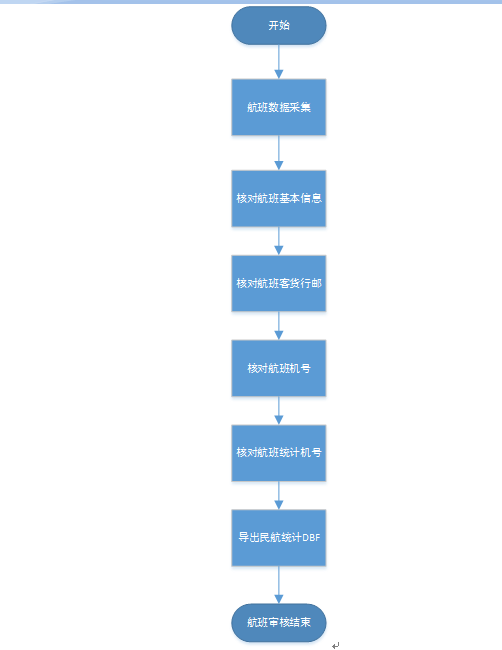 开始
航班数据采集
核对航班基本信息
核对航班客货行邮
核对航班机号
核对航班统计机号
导出民航统计DBF
航班审核结束